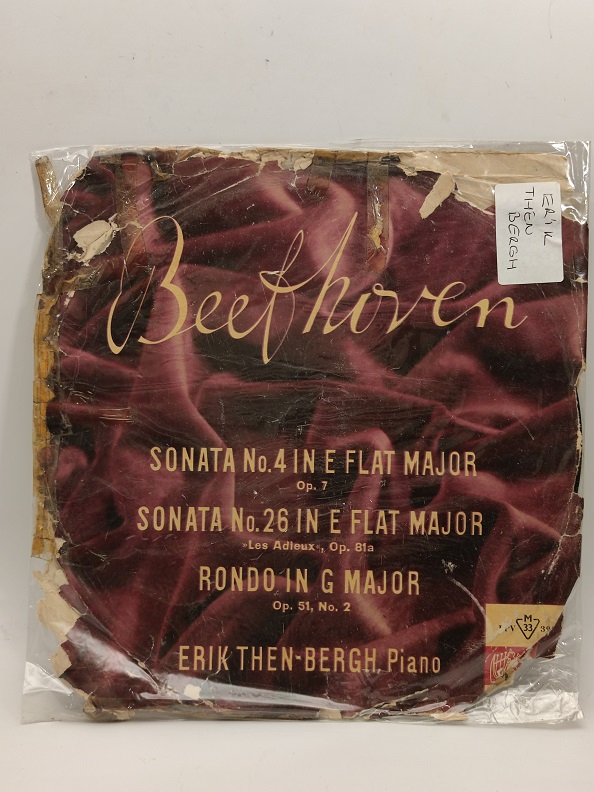 ERIK
THEN
BERGH
Beethoven
SONATA No. 4 IN E FLAT MAJOR
Op. 7
SONATA No. 26 IN E FLAT MAJOR
»Les Adieux«, Op. 81a
RONDO IN G MAJOR
Op. 51, No. 2
M
33
ERIK THEN-BERGH, Piano